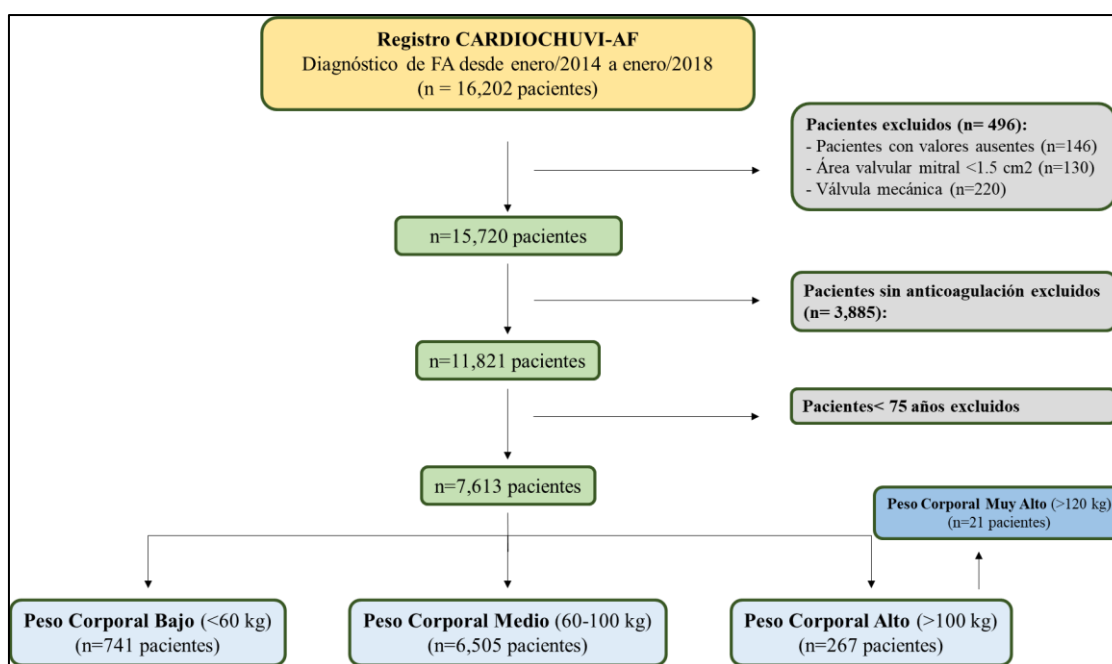 Registro CARDIOCHUVI-AF
Diagnóstico de FA desde enero/2014 a enero/2018
(n = 16,202 pacientes)
Pacientes excluidos (n= 496):
- Pacientes con valores ausentes (n=146)
- Área valvular mitral <1.5 cm2 (n=130)
- Válvula mecánica (n=220)
n=15,720 pacientes
Pacientes sin anticoagulación excluidos
(n= 3,885):
n=11,821 pacientes
Pacientes< 75 años excluidos
n=7,613 pacientes
Peso Corporal Muy Alto (>120 kg)
(n=21 pacientes)
Peso Corporal Bajo (<60 kg)
(n=741 pacientes)
Peso Corporal Medio (60-100 kg)
(n=6,505 pacientes)
Peso Corporal Alto (>100 kg)
(n=267 pacientes)